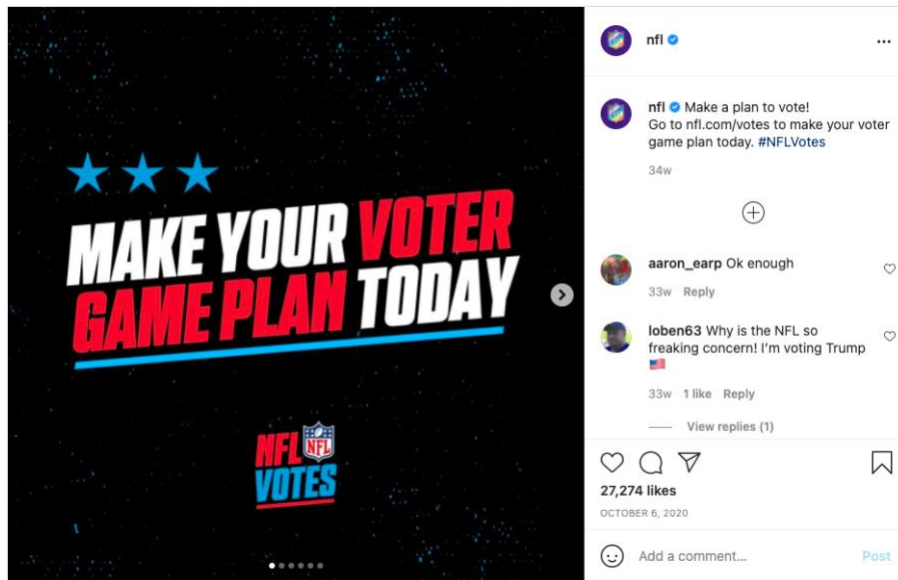 MAKE YOUR VOTER
GAME PLAN TODAY
NFL NFL
VOTES
nfl
nfl Make a plan to vote!
Go to nfl.com/votes to make your voter
game plan today. #NFLVotes
34w
aaron_earp Ok enough
33w Reply
loben63 Why is the NFL so
freaking concern! I'm voting Trump
33w 1 like Reply
View replies (1)
27,274 likes
OCTOBER 6, 2020
Add a comment...
Post